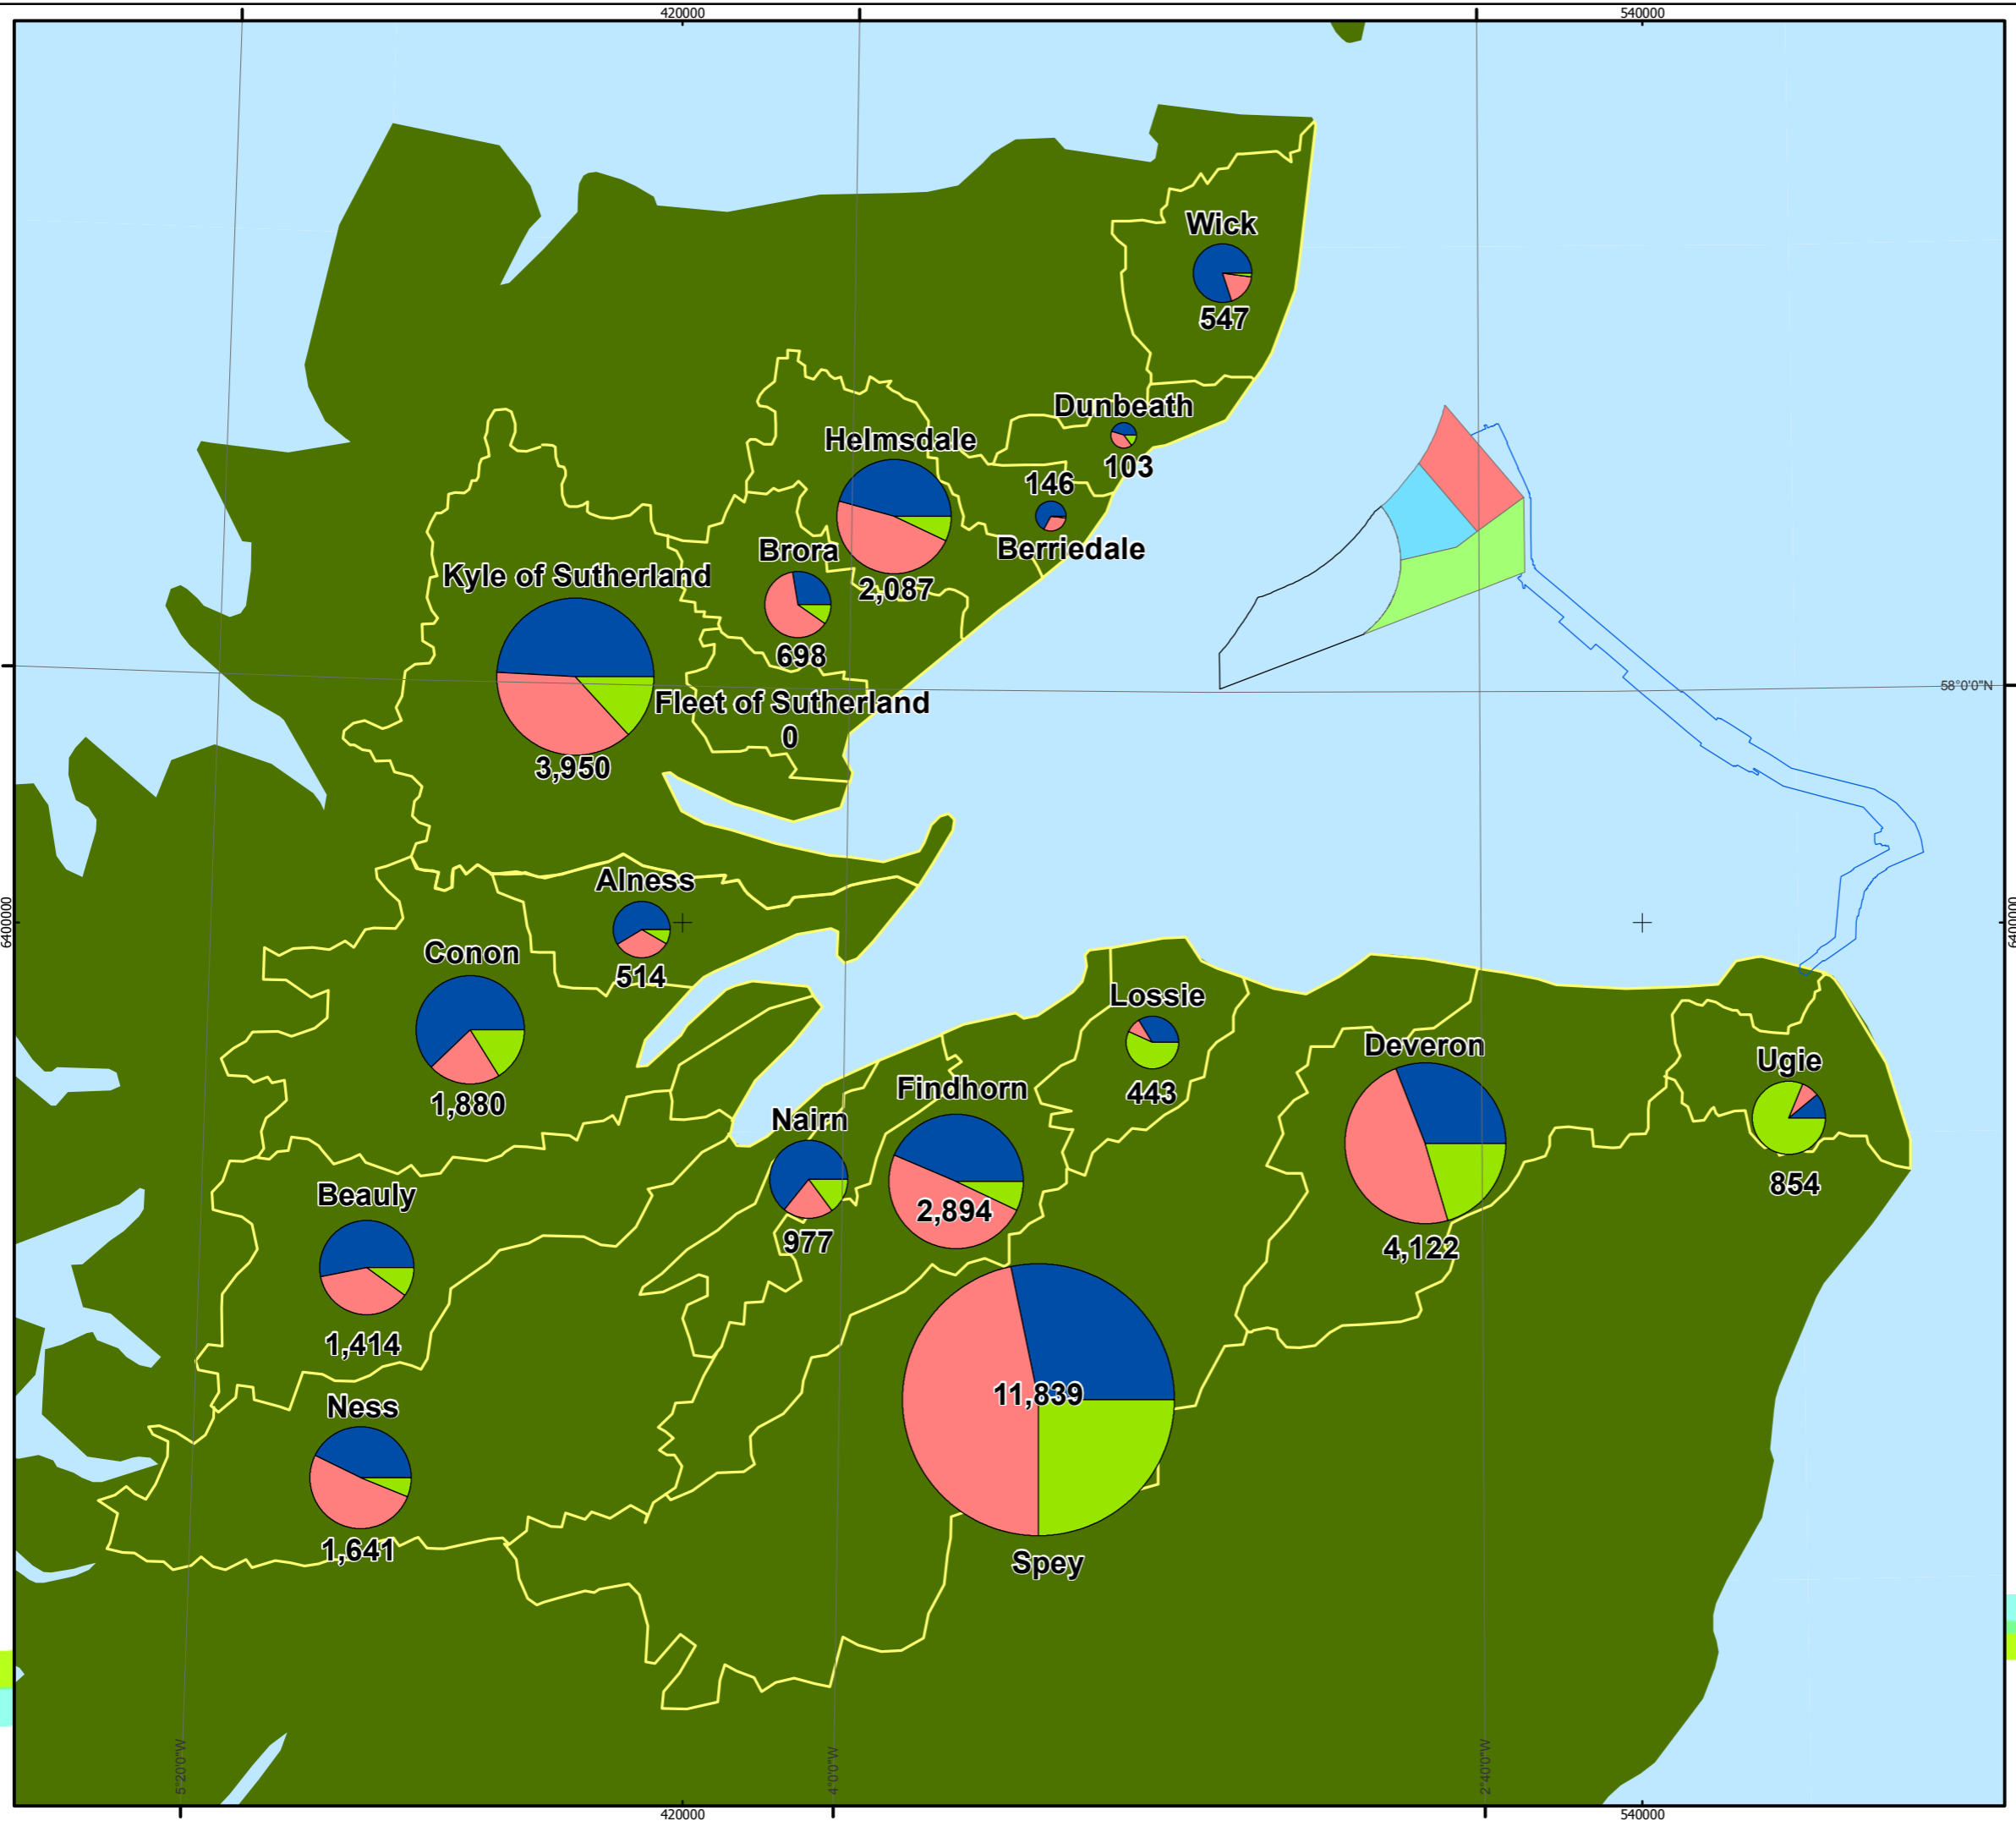 420000
540000
Wick
547
Dunbeath
103
Helmsdale
2,087
146
Berriedale
Brora
698
Kyle of Sutherland
3,950
Fleet of Sutherland
0
58°0'0"N
Alness
514
640000
640000
Conon
1,880
Lossie
443
Deveron
4,122
Ugie
854
Findhorn
2,894
Nairn
977
Beauly
1,414
11,839
Spey
Ness
1,641
5°20'0"W
4°0'0"W
2°40'0"W
420000
540000